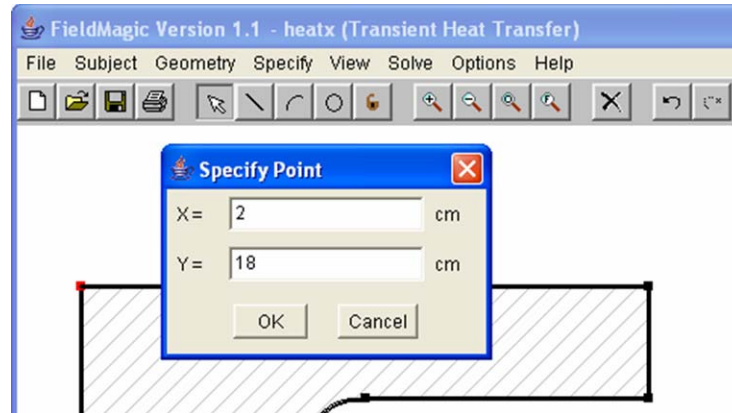 FieldMagic Version 1.1 - heatx (Transient Heat Transfer)
File Subject Geometry Specify View Solve Options Help
Specify Point
X= 2 cm
Y= 18 cm
OK Cancel